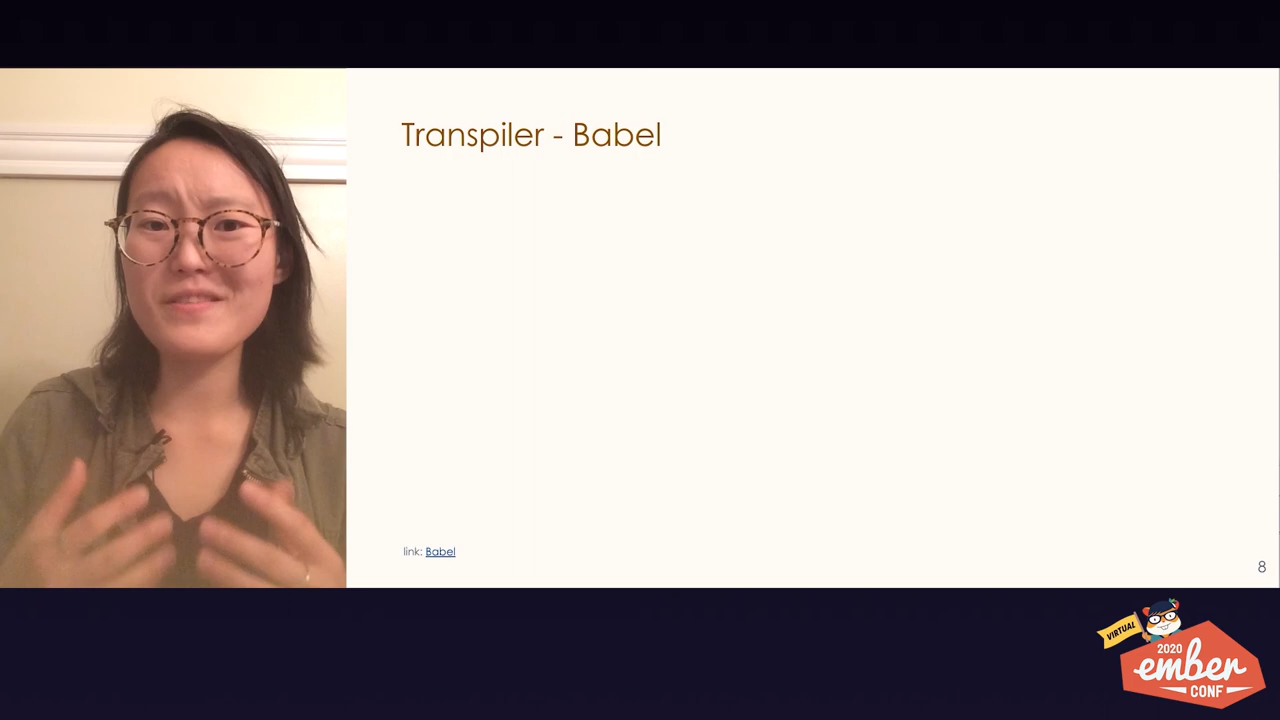 Transpiler - Babel
link: Babel
8
VIRTUAL
2020
ember
CONF